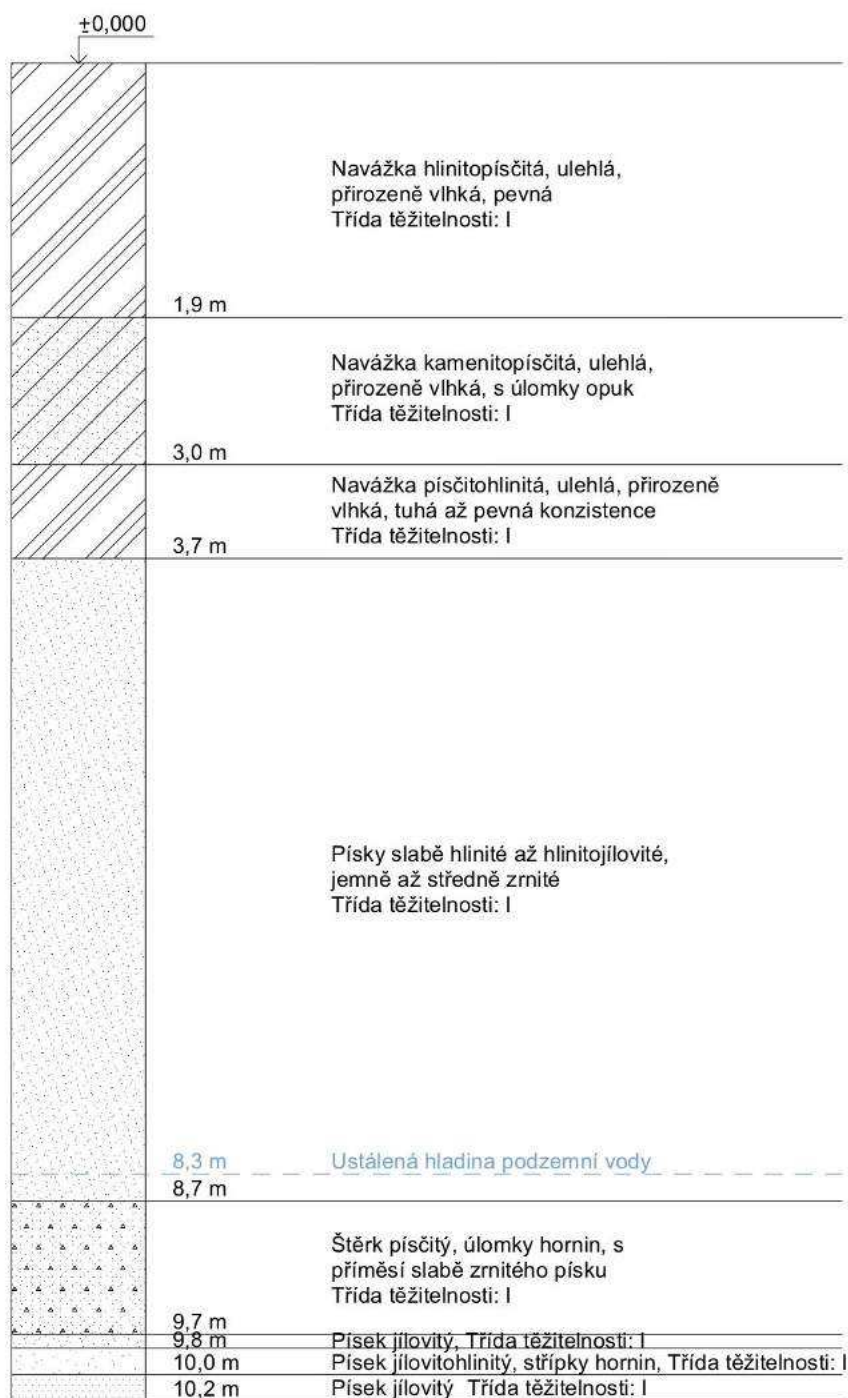 ±0,000
Navážka hlinitopísčitá, ulehlá,
přirozeně vlhká, pevná
Třída těžitelnosti: I
1,9 m
Navážka kamenitopísčitá, ulehlá,
přirozeně vlhká, s úlomky opuk
Třída těžitelnosti: I
3,0 m
Navážka písčitohlinitá, ulehlá, přirozeně
vlhká, tuhá až pevná konzistence
Třída těžitelnosti: I
3,7 m
Písky slabě hlinité až hlinitojílovité,
jemně až středně zrnité
Třída těžitelnosti: I
8,3 m Ustálená hladina podzemní vody
8,7 m
Štěrk písčitý, úlomky hornin, s
příměsí slabě zrnitého písku
Třída těžitelnosti: I
9,7 m
9,8 m Písek jílovitý, Třída těžitelnosti: I
10,0 m Písek jílovitohlinitý, střípky hornin, Třída těžitelnosti: I
10,2 m Písek jílovitý Třída těžitelnosti: I